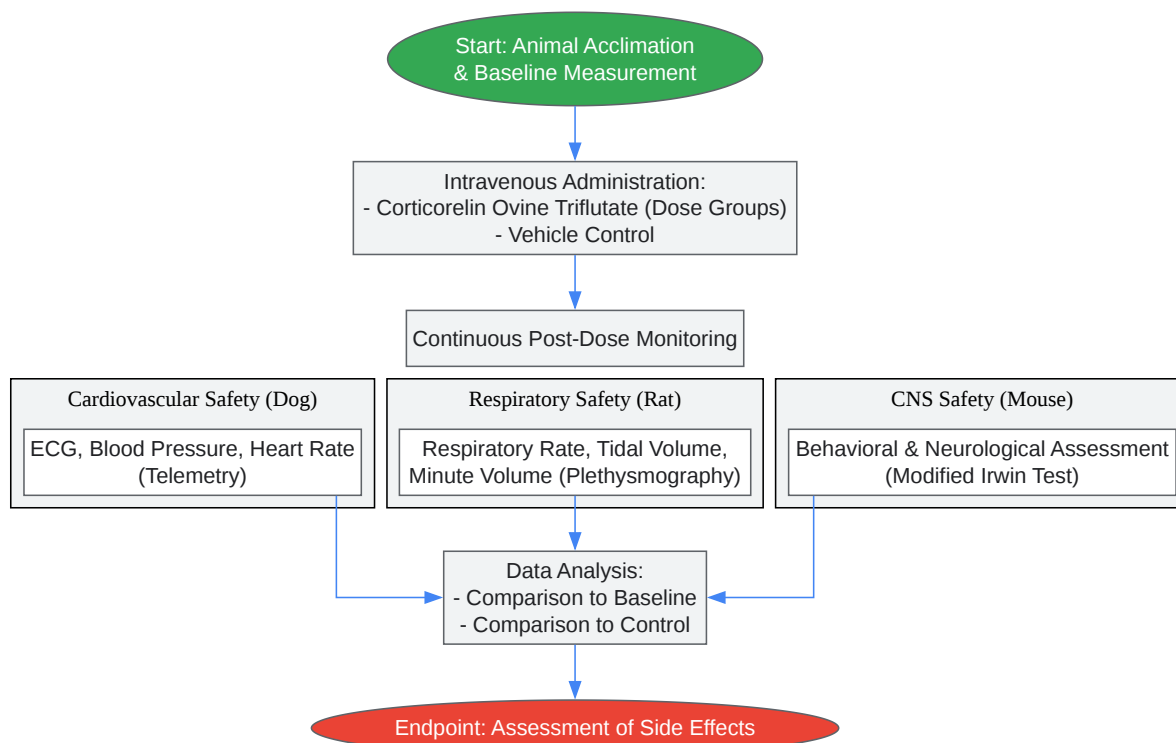 Start: Animal Acclimation
& Baseline Measurement
Intravenous Administration:
- Corticorelin Ovine Triflutate (Dose Groups)
- Vehicle Control
Continuous Post-Dose Monitoring
Cardiovascular Safety (Dog)
ECG, Blood Pressure, Heart Rate
(Telemetry)
Respiratory Safety (Rat)
Respiratory Rate, Tidal Volume,
Minute Volume (Plethysmography)
CNS Safety (Mouse)
Behavioral & Neurological Assessment
(Modified Irwin Test)
Data Analysis:
- Comparison to Baseline
- Comparison to Control
Endpoint: Assessment of Side Effects